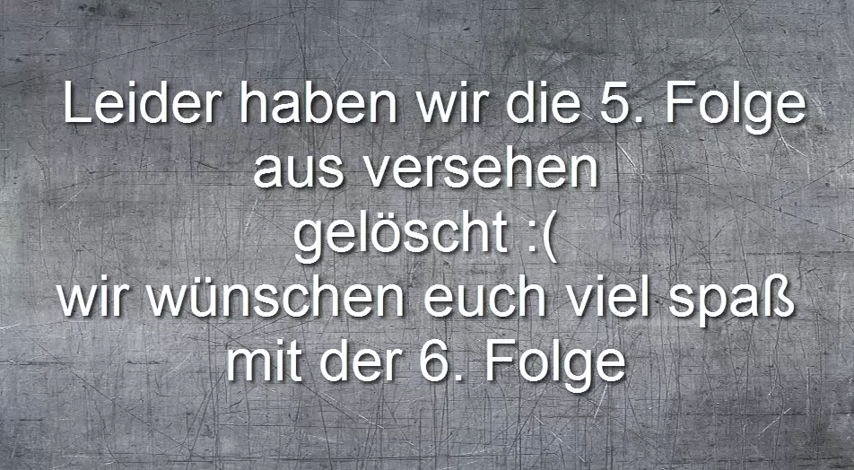 Leider haben wir die 5. Folge
aus versehen
gelöscht :(
wir wünschen euch viel spaß
mit der 6. Folge